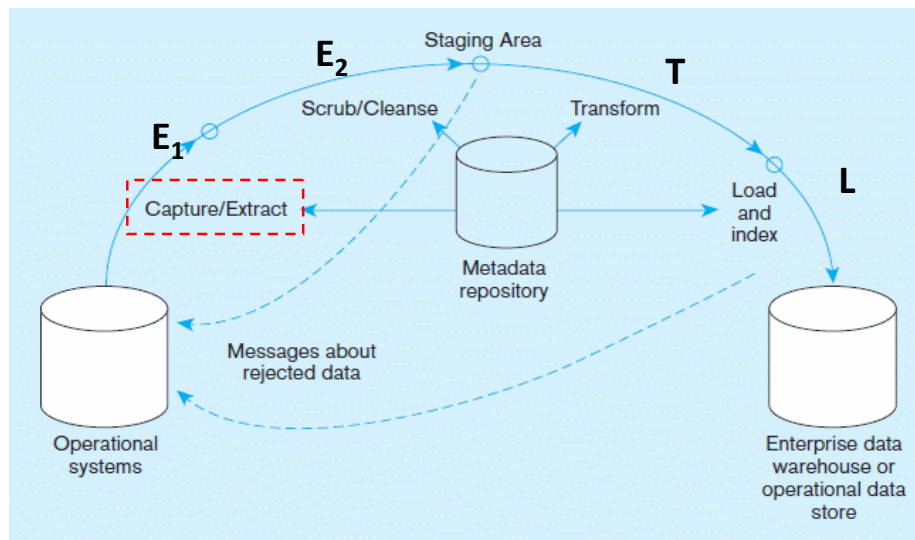 Staging Area
E₂
T
Scrub/Cleanse
Transform
E₁
Capture/Extract
Load
and
index
L
Metadata
repository
Messages about
rejected data
Operational
systems
Enterprise data
warehouse or
operational data
store